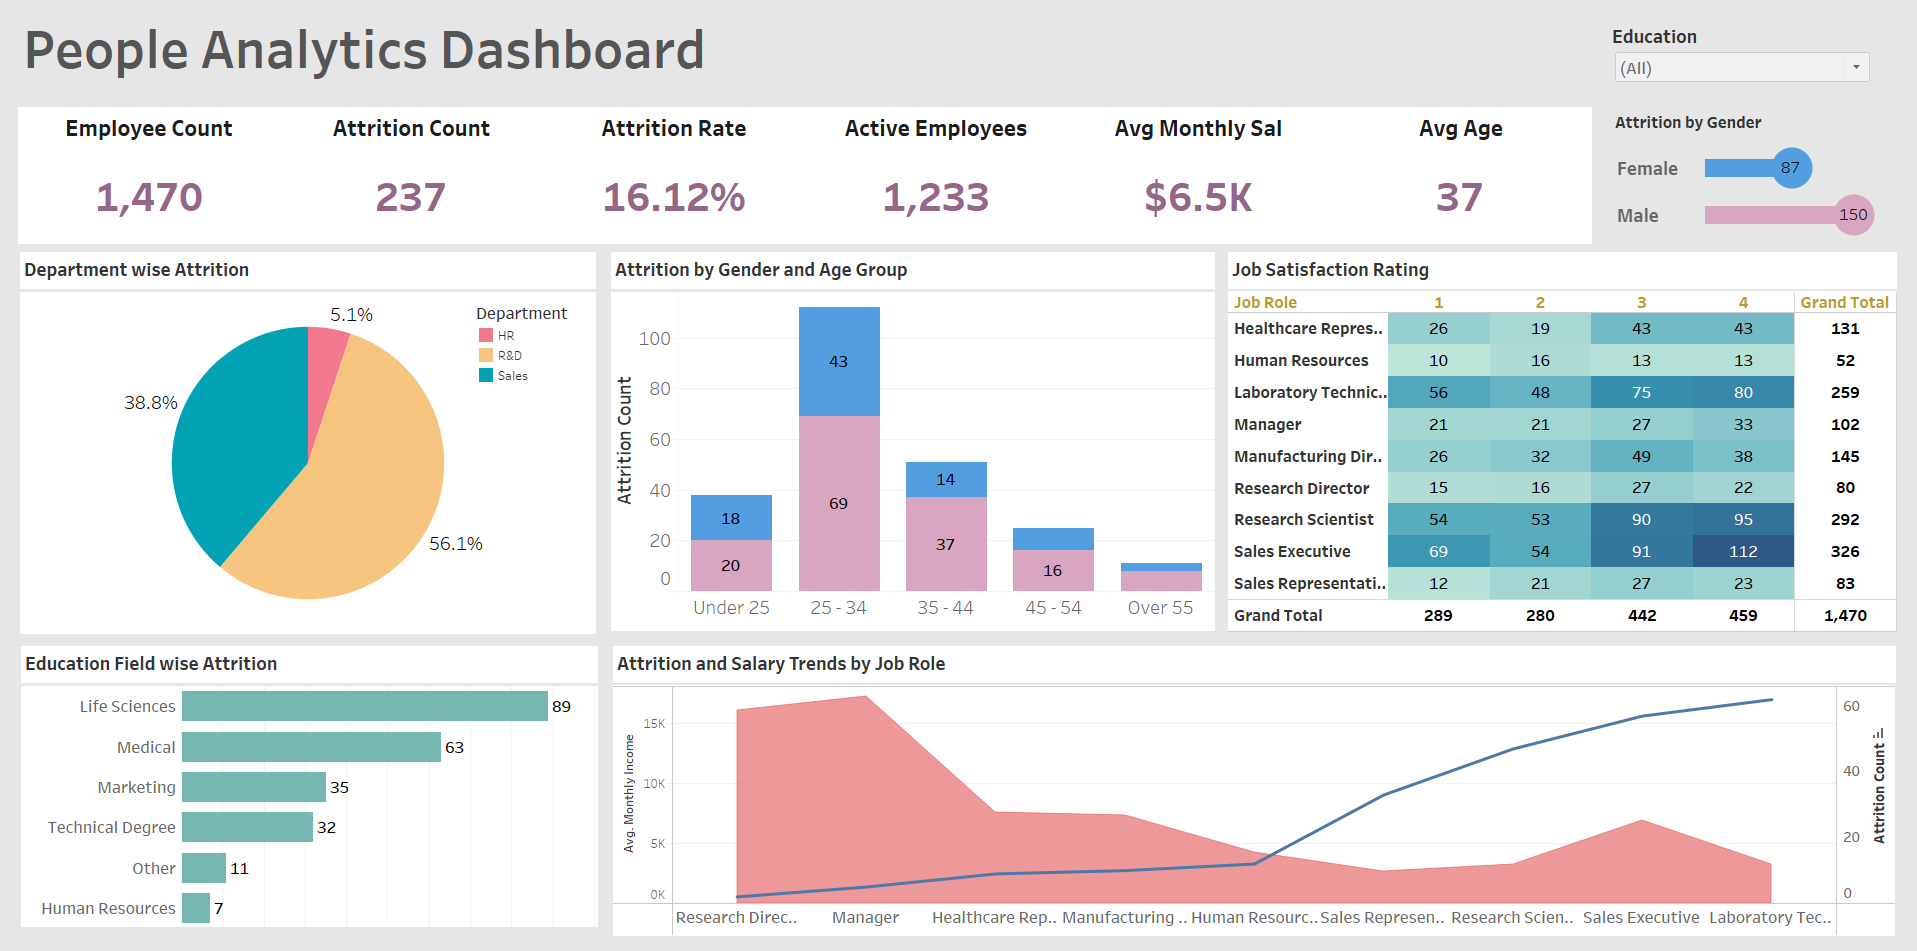 People Analytics Dashboard
Education
(All)
Employee Count
Attrition Count
Attrition Rate
Active Employees
Avg Monthly Sal
Avg Age
1,470
237
16.12%
1,233
$6.5K
37
Attrition by Gender
Female 87
Male 150
Department wise Attrition
5.1%
38.8%
56.1%
Department
HR
R&D
Sales
Attrition by Gender and Age Group
Attrition Count
100
80
60
40
20
0
18
20
43
69
14
37
16
Under 25
25 - 34
35 - 44
45 - 54
Over 55
Job Satisfaction Rating
Job Role 1 2 3 4 Grand Total
Healthcare Repres.. 26 19 43 43 131
Human Resources 10 16 13 13 52
Laboratory Technic.. 56 48 75 80 259
Manager 21 21 27 33 102
Manufacturing Dir.. 26 32 49 38 145
Research Director 15 16 27 22 80
Research Scientist 54 53 90 95 292
Sales Executive 69 54 91 112 326
Sales Representati.. 12 21 27 23 83
Grand Total 289 280 442 459 1,470
Education Field wise Attrition
Life Sciences 89
Medical 63
Marketing 35
Technical Degree 32
Other 11
Human Resources 7
Attrition and Salary Trends by Job Role
Avg. Monthly Income
15K
10K
5K
0K
60
40
20
0
Attrition Count
Research Direc..
Manager
Healthcare Rep..
Manufacturing ..
Human Resourc..
Sales Represen..
Research Scien..
Sales Executive
Laboratory Tec..